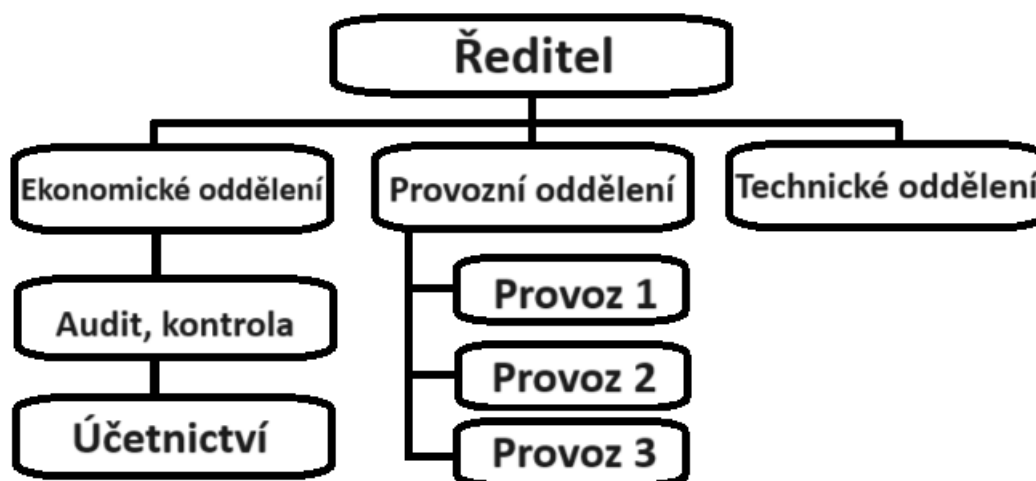 Ředitel
Ekonomické oddělení
Provozní oddělení
Technické oddělení
Audit, kontrola
Účetnictví
Provoz 1
Provoz 2
Provoz 3